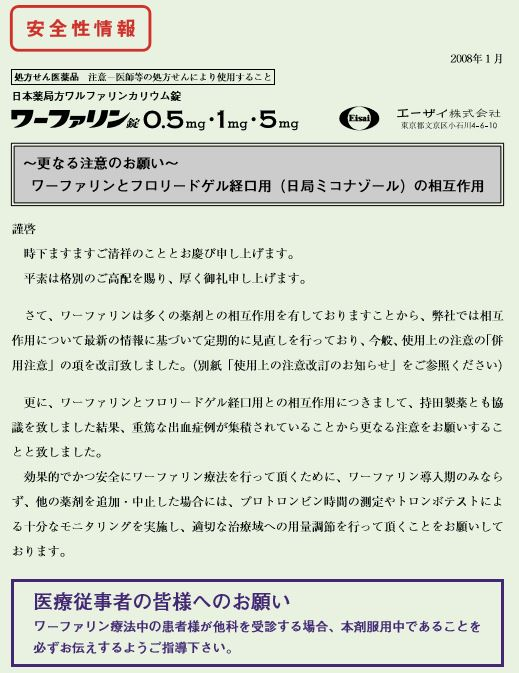 安全性情報
2008年1月
処方せん医薬品 注意－医師等の処方せんにより使用すること
日本薬局方ワルファリンカリウム錠
ワーファリン錠 0.5mg・1mg・5mg
Eisai
エーザイ株式会社
東京都文京区小石川4-6-10
～更なる注意のお願い～
ワーファリンとフロリードゲル経口用（日局ミコナゾール）の相互作用
謹啓
時下ますますご清祥のこととお慶び申し上げます。
平素は格別のご高配を賜り、厚く御礼申し上げます。
さて、ワーファリンは多くの薬剤との相互作用を有しておりますことから、弊社では相互
作用について最新の情報に基づいて定期的に見直しを行っており、今般、使用上の注意の「併
用注意」の項を改訂致しました。（別紙「使用上の注意改訂のお知らせ」をご参照ください）
更に、ワーファリンとフロリードゲル経口用との相互作用につきまして、持田製薬とも協
議を致しました結果、重篤な出血症例が集積されていることから更なる注意をお願いするこ
とと致しました。
効果的でかつ安全にワーファリン療法を行って頂くために、ワーファリン導入期のみなら
ず、他の薬剤を追加・中止した場合には、プロトロンビン時間の測定やトロンボテストによ
る十分なモニタリングを実施し、適切な治療域への用量調節を行って頂くことをお願いして
おります。
医療従事者の皆様へのお願い
ワーファリン療法中の患者様が他科を受診する場合、本剤服用中であることを
必ずお伝えするようご指導下さい。